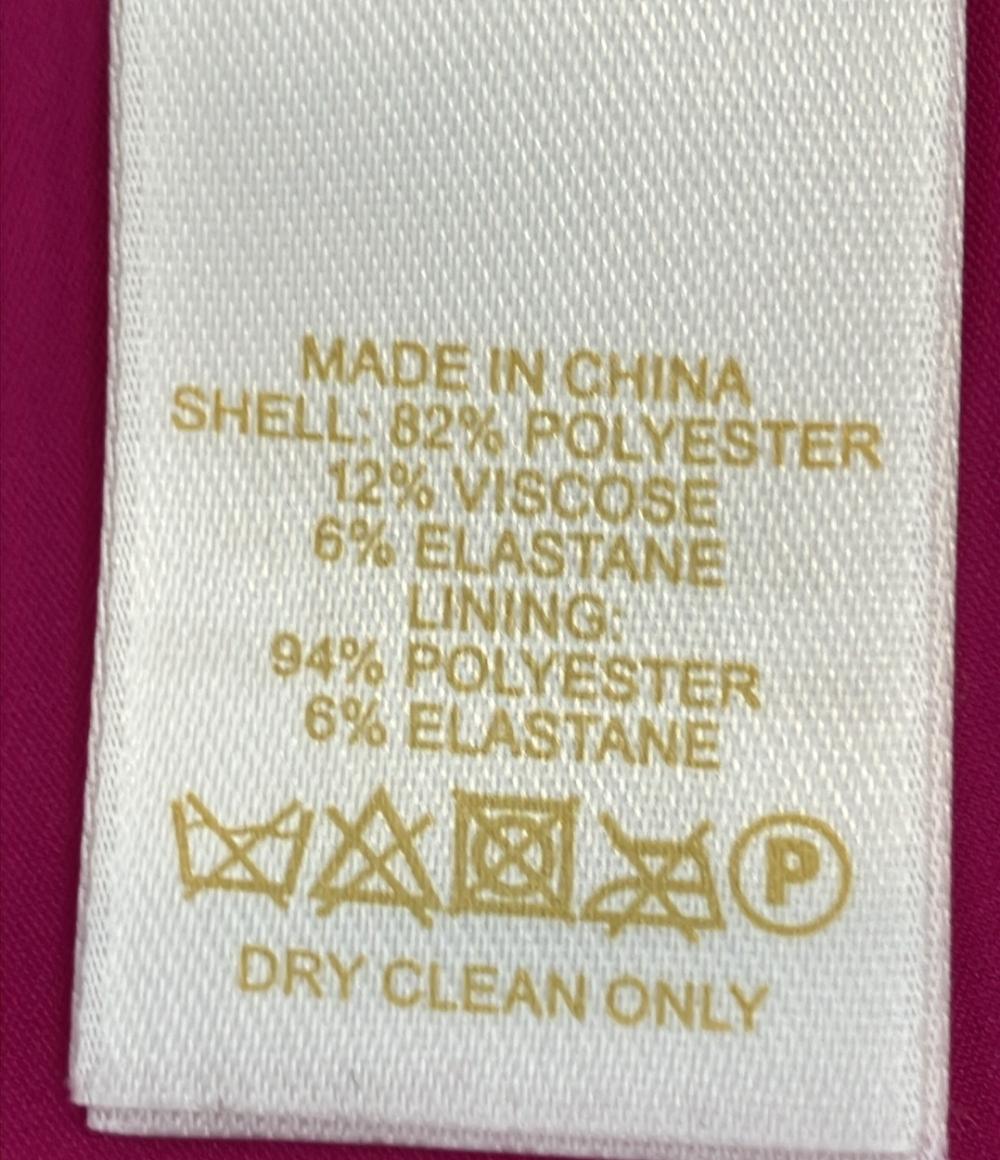 MADE IN CHINA
SHELL: 82% POLYESTER
12% VISCOSE
6% ELASTANE
LINING:
94% POLYESTER
6% ELASTANE
P
DRY CLEAN ONLY